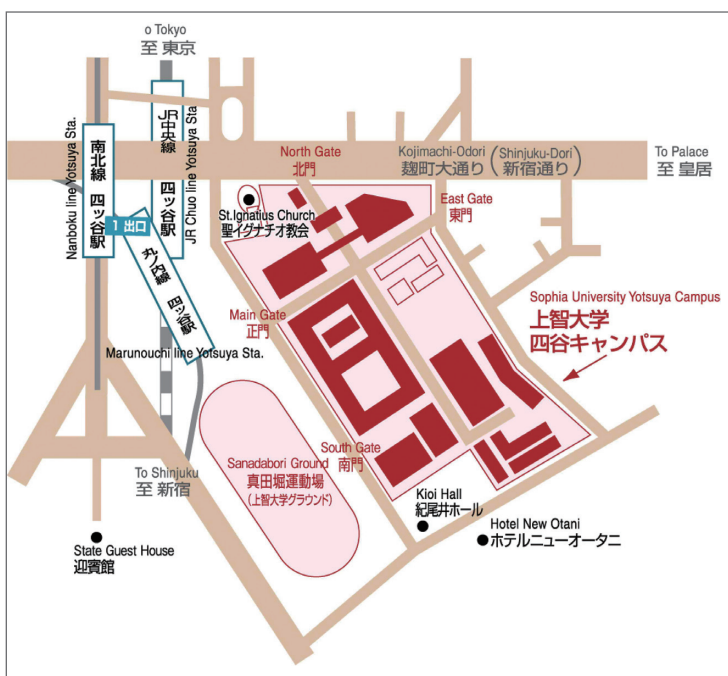 o Tokyo
至 東京
Nanboku line Yotsuya Sta.
南北線 四ッ谷駅
JR中央線 四ッ谷駅
JR Chuo line Yotsuya Sta.
1 出口
丸ノ内線 四ッ谷駅
Marunouchi line Yotsuya Sta.
North Gate
北門
Kojimachi-Odori
麹町大通り
(Shinjuku-Dori)
(新宿通り)
To Palace
至 皇居
St.Ignatius Church
聖イグナチオ教会
East Gate
東門
Main Gate
正門
Sophia University Yotsuya Campus
上智大学
四谷キャンパス
South Gate
南門
Sanadabori Ground
真田堀運動場
(上智大学グラウンド)
To Shinjuku
至 新宿
Kioi Hall
紀尾井ホール
Hotel New Otani
ホテルニューオータニ
State Guest House
迎賓館